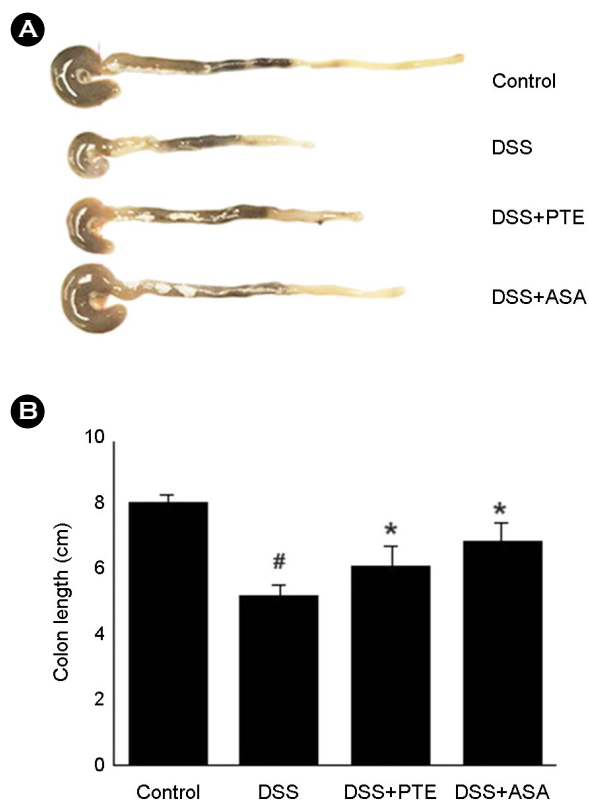 A
Control
DSS
DSS+PTE
DSS+ASA
B
Colon length (cm)
10
8
6
4
2
0
#
*
*
Control DSS DSS+PTE DSS+ASA